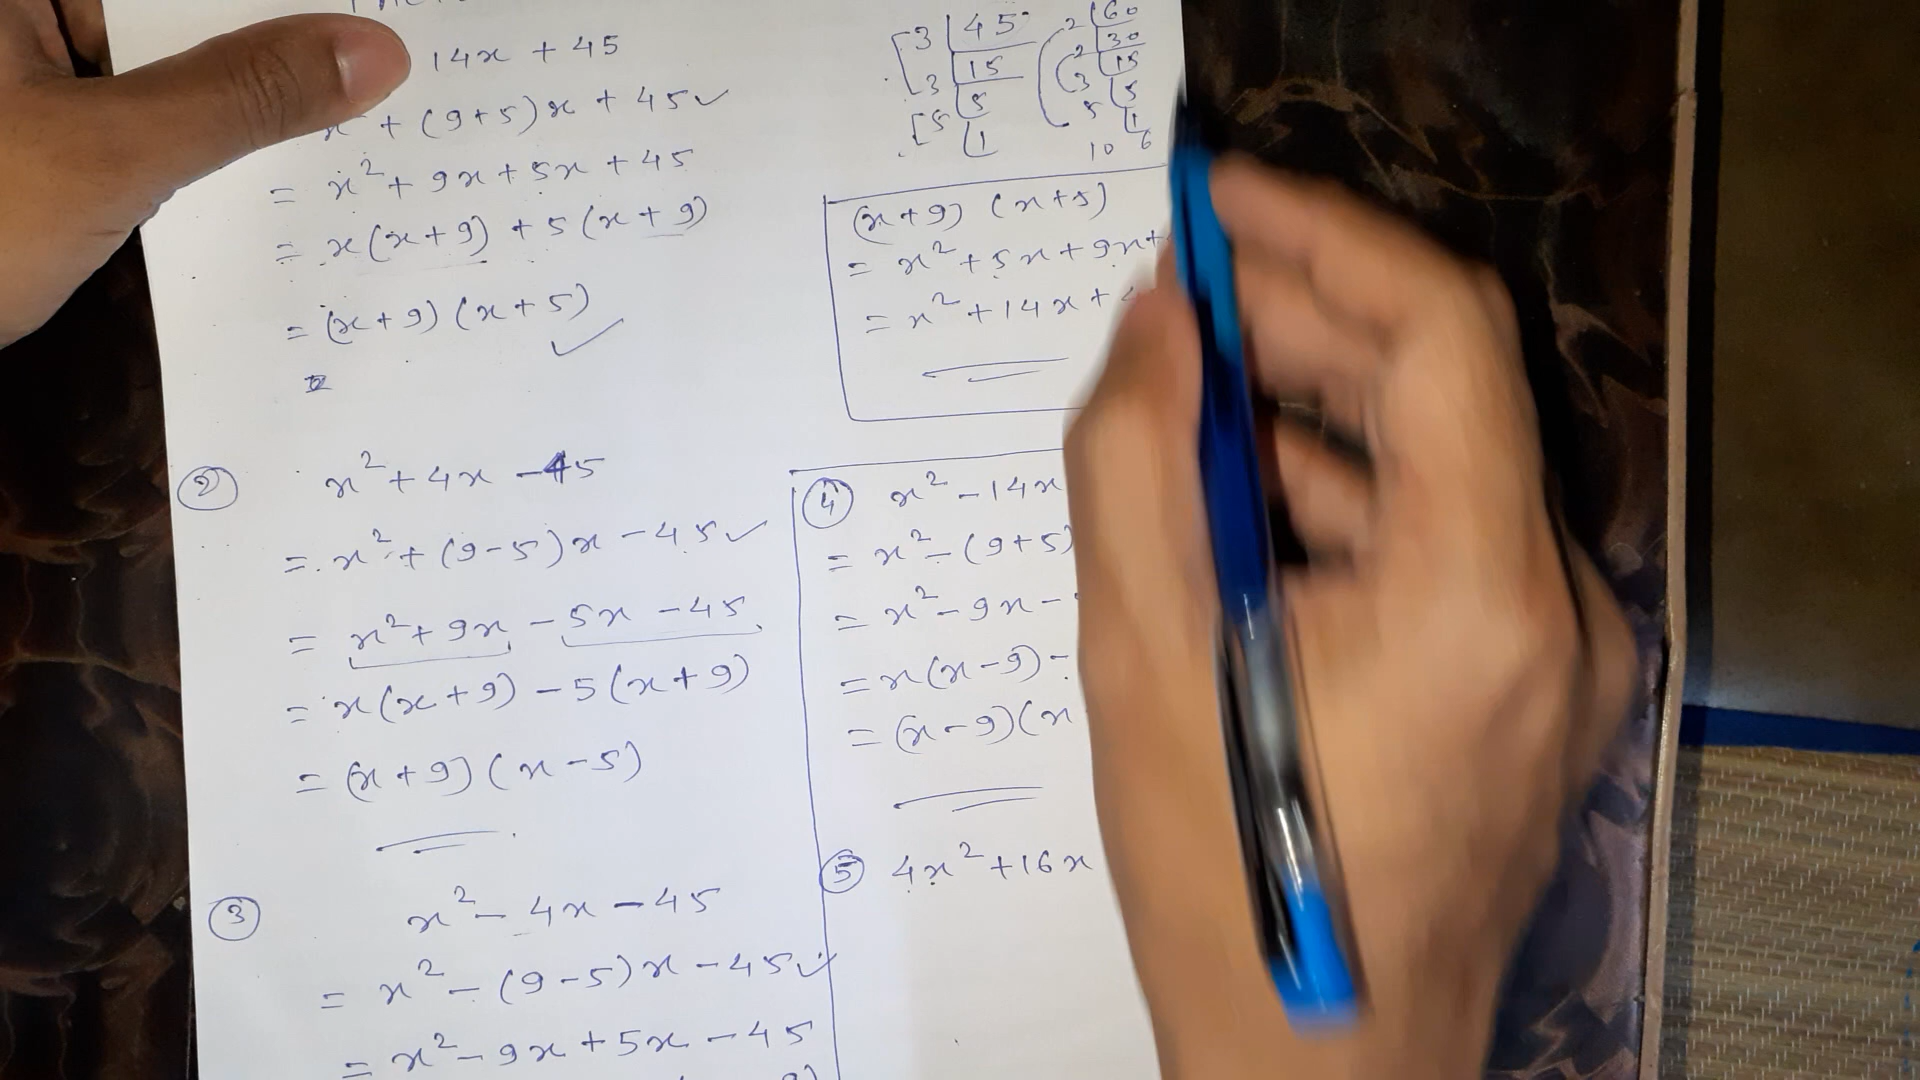 14x + 45
x² + (9+5)x + 45 ✓
= x² + 9x + 5x + 45
= x(x+9) + 5(x+9)
= (x+9)(x+5)
✓
3 45
3 15
5 5
1
2 60
2 30
3 15
5 5
1
10 6
(x+9) (x+5)
= x² + 5x + 9x+
= x² + 14x +
② x² + 4x - 45
= x² + (9-5)x - 45 ✓
= x² + 9x - 5x - 45
= x(x+9) - 5(x+9)
= (x+9)(x-5)
③ x² - 4x - 45
= x² - (9-5)x - 45 ✓
= x² - 9x + 5x - 45
④ x² - 14x
= x² - (9+5)
= x² - 9x -
= x(x-9) -
= (x-9)(x
⑤ 4x² + 16x